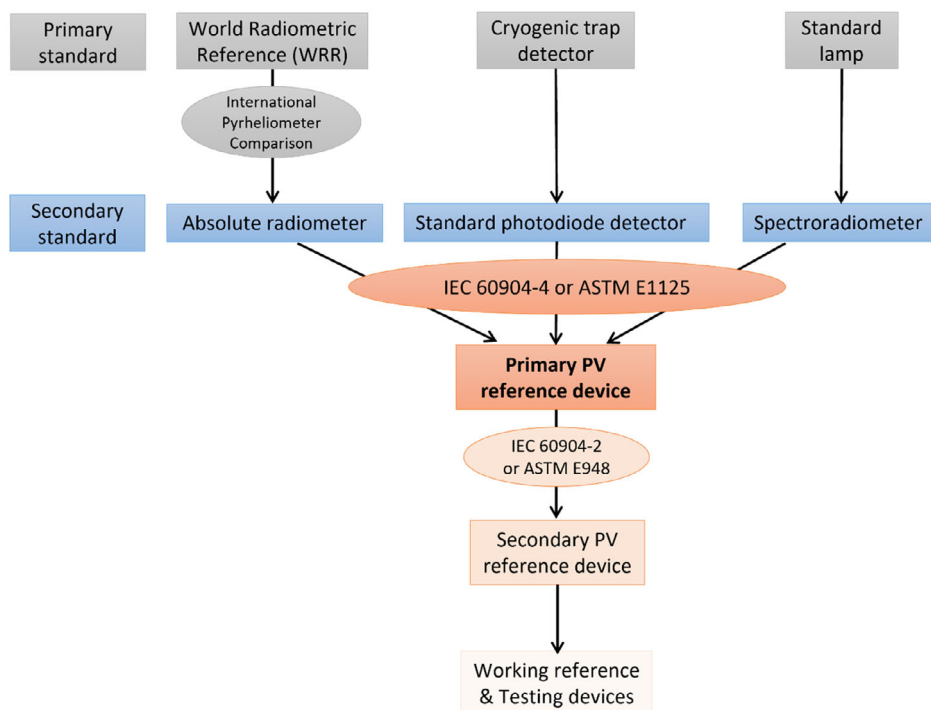 Primary
standard
World Radiometric
Reference (WRR)
Cryogenic trap
detector
Standard
lamp
International
Pyrheliometer
Comparison
Secondary
standard
Absolute radiometer
Standard photodiode detector
Spectroradiometer
IEC 60904-4 or ASTM E1125
Primary PV
reference device
IEC 60904-2
or ASTM E948
Secondary PV
reference device
Working reference
& Testing devices